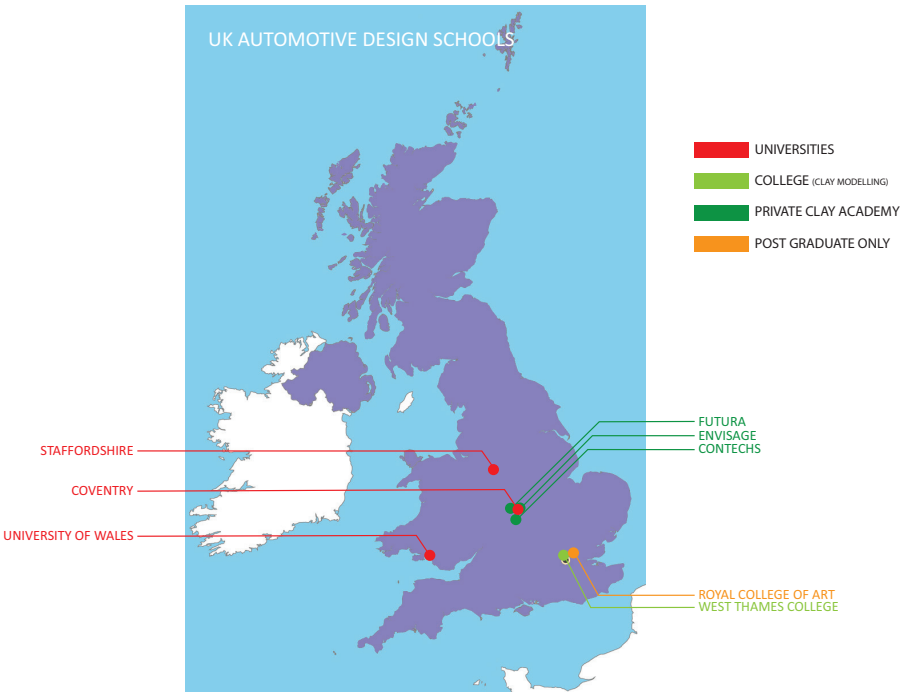 UK AUTOMOTIVE DESIGN SCHOOLS
UNIVERSITIES
COLLEGE (CLAY MODELLING)
PRIVATE CLAY ACADEMY
POST GRADUATE ONLY
FUTURA
ENVISAGE
CONTECHS
STAFFORDSHIRE
COVENTRY
UNIVERSITY OF WALES
ROYAL COLLEGE OF ART
WEST THAMES COLLEGE